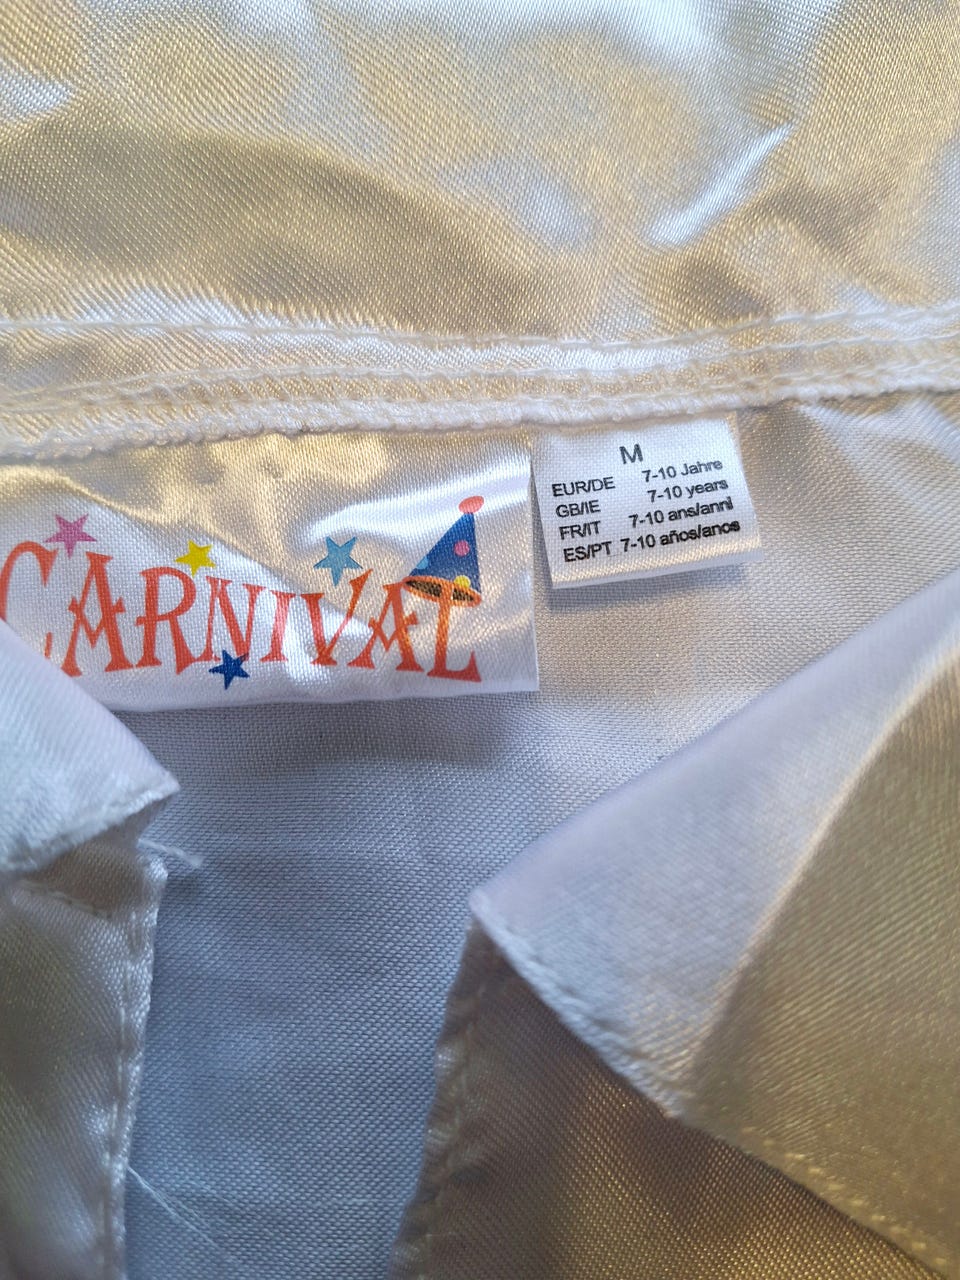 CARNIVAL
M
EUR/DE 7-10 Jahre
GB/IE 7-10 years
FR/IT 7-10 ans/anni
ES/PT 7-10 años/anos